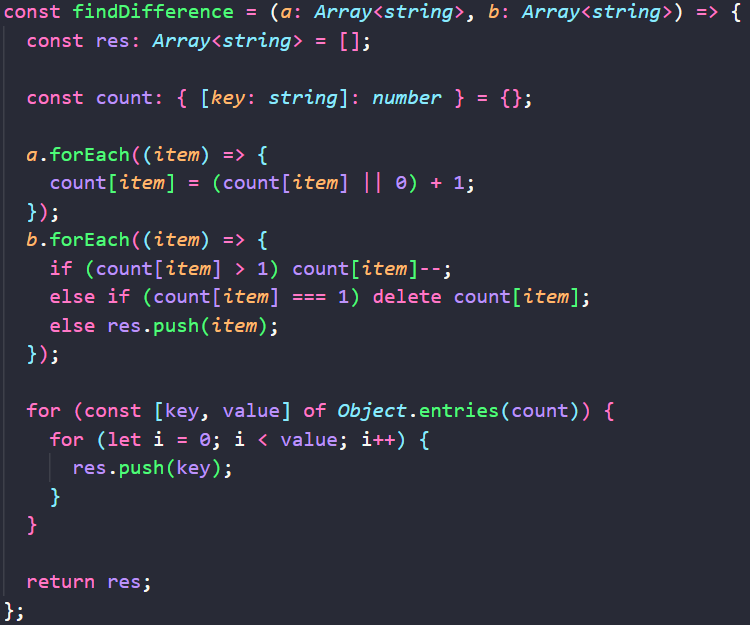 const findDifference = (a: Array<string>, b: Array<string>) => {
  const res: Array<string> = [];

  const count: { [key: string]: number } = {};

  a.forEach((item) => {
    count[item] = (count[item] || 0) + 1;
  });
  b.forEach((item) => {
    if (count[item] > 1) count[item]--;
    else if (count[item] === 1) delete count[item];
    else res.push(item);
  });

  for (const [key, value] of Object.entries(count)) {
    for (let i = 0; i < value; i++) {
      res.push(key);
    }
  }

  return res;
};